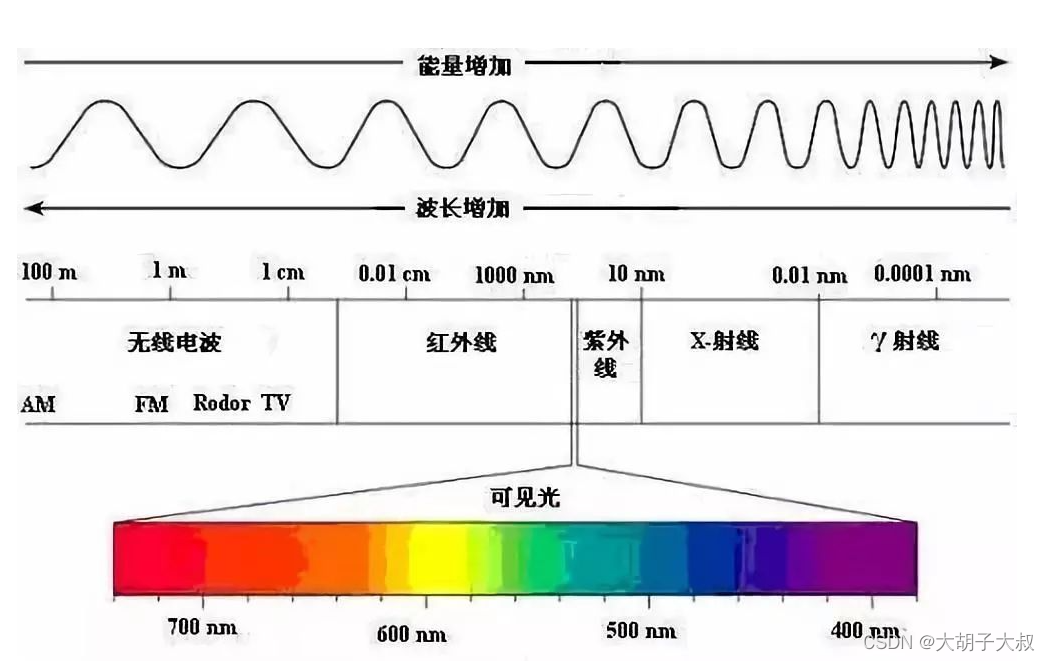 能量增加
波长增加
100 m 1 m 1 cm 0.01 cm 1000 nm 10 nm 0.01 nm 0.0001 nm
无线电波 红外线 紫外线 X-射线 γ射线
AM FM Rodor TV
可见光
700 nm 600 nm 500 nm 400 nm
CSDN @大胡子大叔